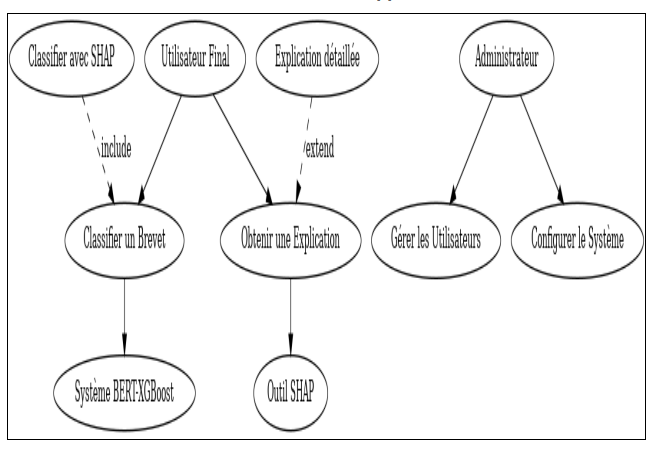 Classifier avec SHAP
Utilisateur Final
Explication détaillée
Administrateur
include
extend
Classifier un Brevet
Obtenir une Explication
Gérer les Utilisateurs
Configurer le Système
Système BERT-XGBoost
Outil SHAP